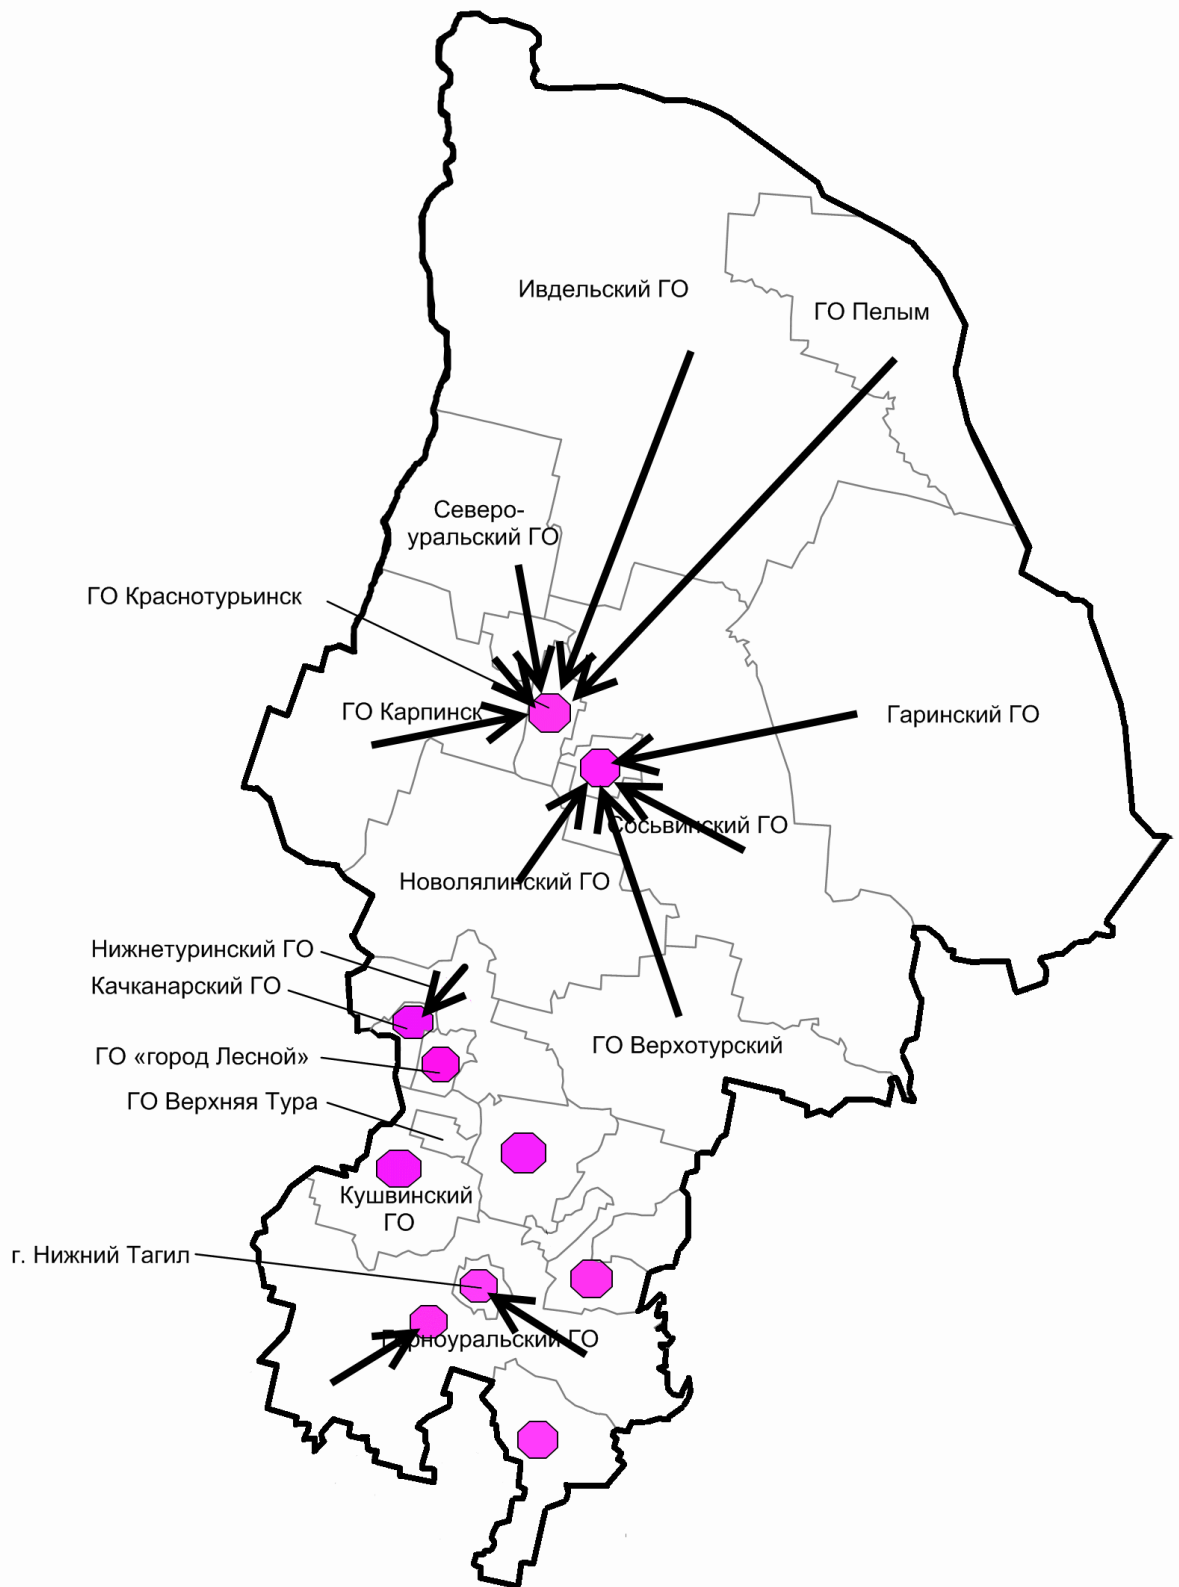 Ивдельский ГО
ГО Пелым
Северо-
уральский ГО
ГО Краснотурьинск
ГО Карпинск
Гаринский ГО
Сосьвинский ГО
Новолялинский ГО
Нижнетуринский ГО
Качканарский ГО
ГО Верхотурский
ГО «город Лесной»
ГО Верхняя Тура
Кушвинский
ГО
г. Нижний Тагил
Горноуральский ГО